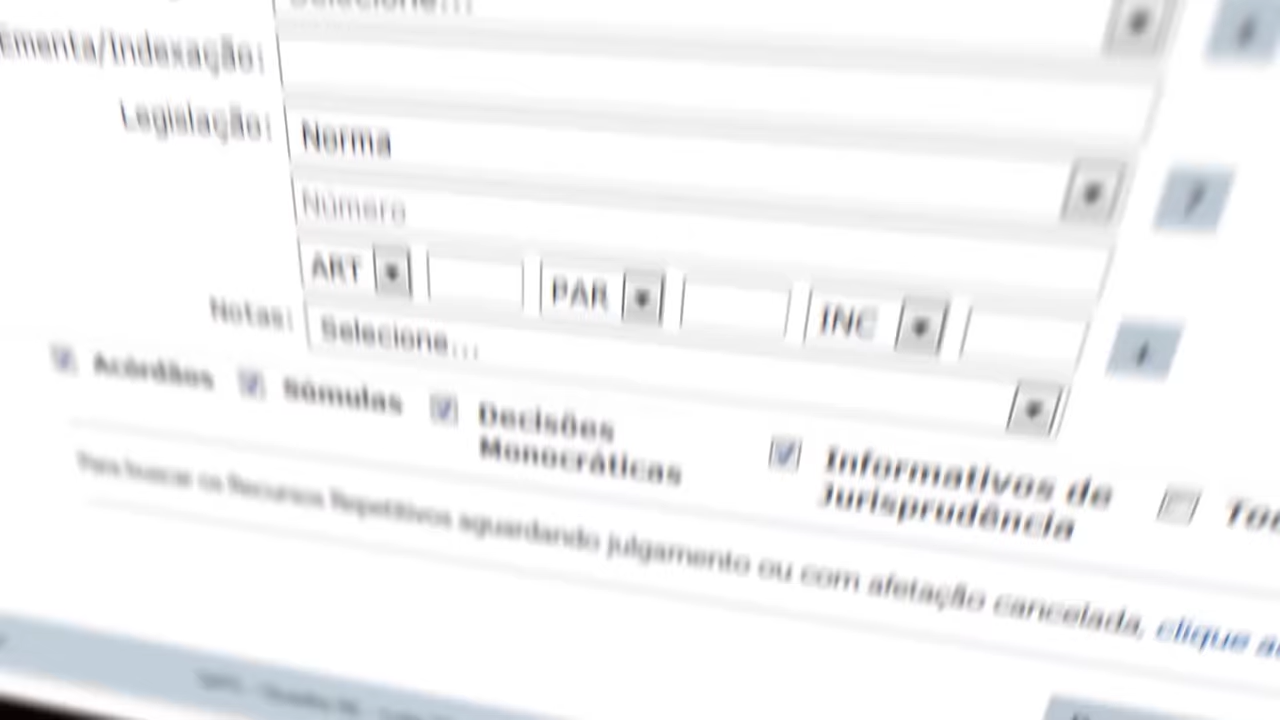 Selecione...
Ementa/Indexação:
Legislação:
Norma
Número
ART PAR INC
Notas:
Selecione...
Acórdãos Súmulas Decisões Monocráticas Informativos de Jurisprudência
Para buscar os Recursos Repetitivos aguardando julgamento ou com afetação cancelada, clique